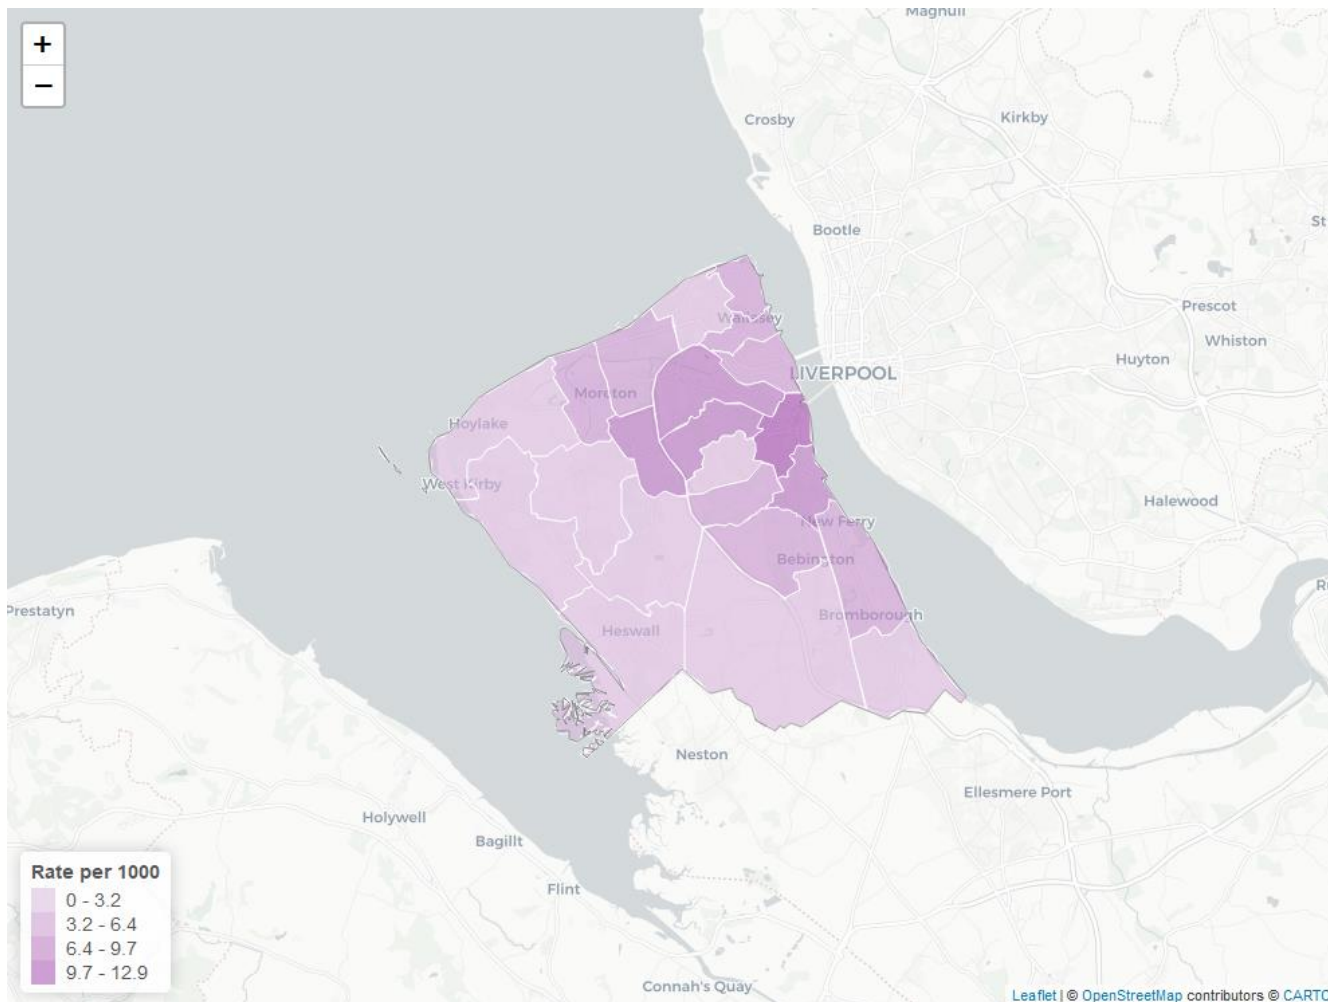 +
−
Maghull
Crosby
Kirkby
Bootle
St
Prescot
Wallasey
Whiston
Huyton
LIVERPOOL
Moreton
Hoylake
West Kirby
Halewood
New Ferry
Bebington
Prestatyn
Heswall
Bromborough
Neston
Ellesmere Port
Holywell
Bagillt
Flint
Connah's Quay
Rate per 1000
0 - 3.2
3.2 - 6.4
6.4 - 9.7
9.7 - 12.9
Leaflet | © OpenStreetMap contributors © CARTO